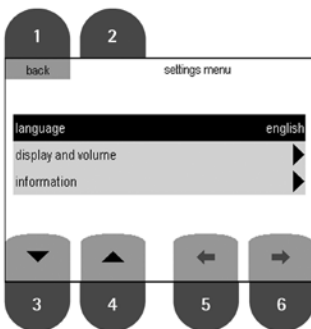 1 2
back settings menu
language english
display and volume
information
3 4 5 6